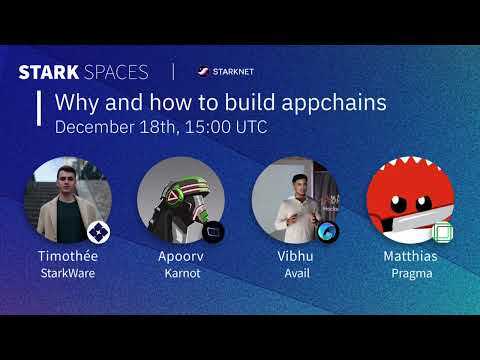 STARK SPACES
STARKNET
Why and how to build appchains
December 18th, 15:00 UTC
Timothée
StarkWare
Apoorv
Karnot
Vibhu
Avail
Matthias
Pragma